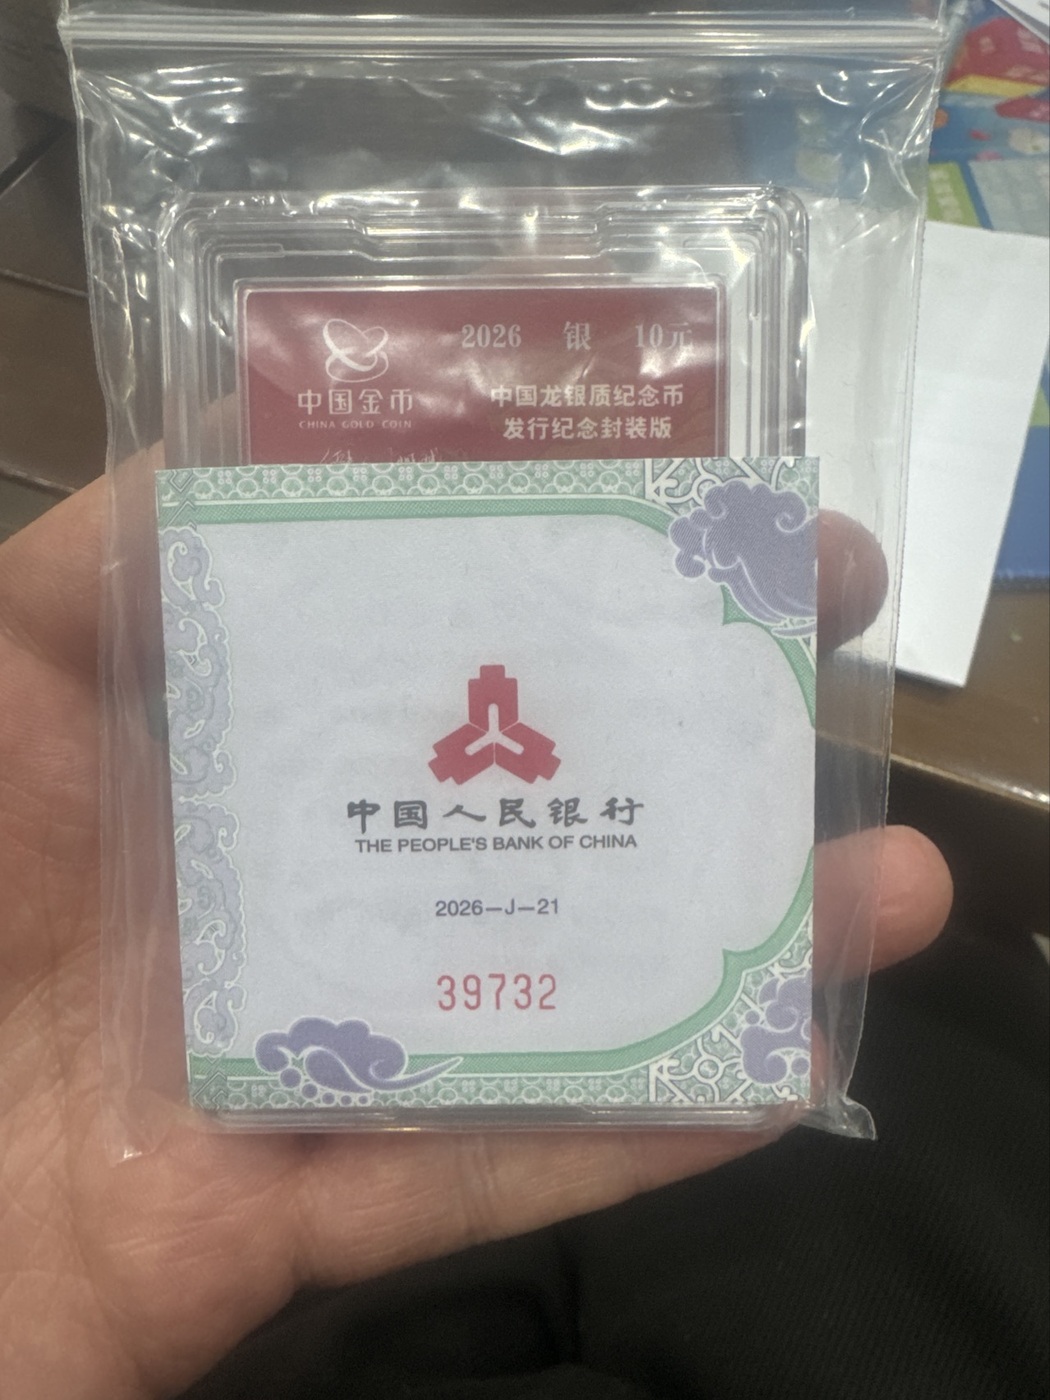 2026 银 10元
中国金币
CHINA GOLD COIN
中国龙银质纪念币
发行纪念封装版
中国人民银行
THE PEOPLE'S BANK OF CHINA
2026—J—21
39732